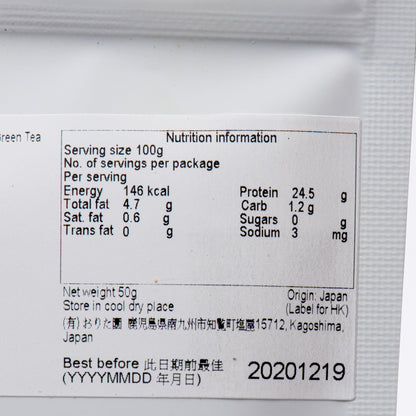 Green Tea
Nutrition information
Serving size 100g
No. of servings per package
Per serving
Energy 146 kcal Protein 24.5 g
Total fat 4.7 g Carb 1.2 g
Sat. fat 0.6 g Sugars 0 g
Trans fat 0 g Sodium 3 mg
Net weight 50g Origin: Japan
Store in cool dry place (Label for HK)
(有) おりた園 鹿児島県南九州市知覧町塩屋15712, Kagoshima,
Japan
Best before 此日期前最佳 20201219
(YYYYMMDD 年月日)